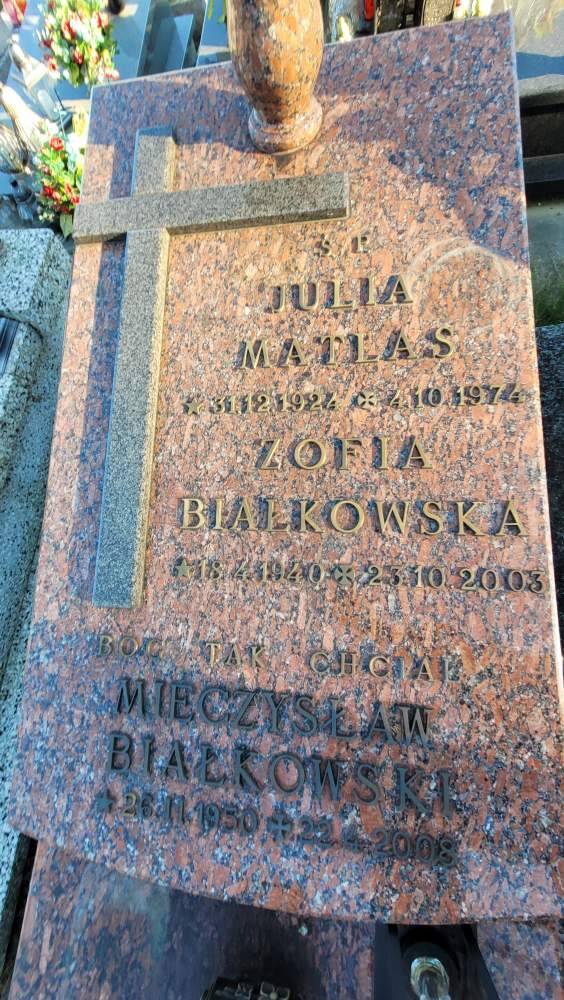 Ś P
JULIA
MATLAS
★31.12.1924 ✠ 4.10.1974
ZOFIA
BIAŁKOWSKA
★18.4.1940 ✠ 23.10.2003
BÓG TAK CHCIAŁ
MIECZYSŁAW
BIAŁKOWSKI
★26.11.1950 ✠ 22.4.2008